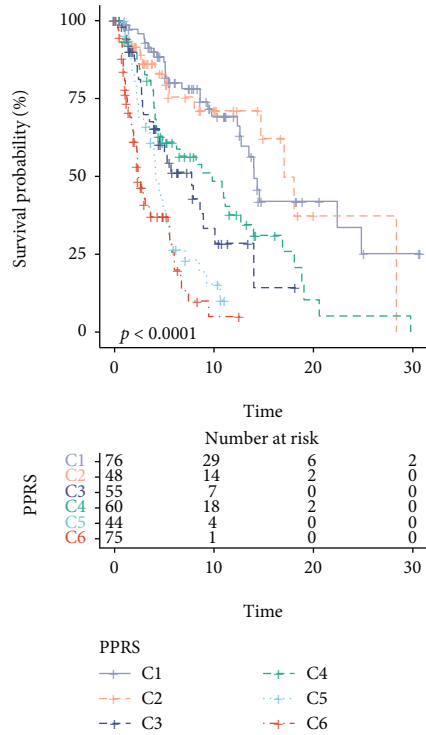 Survival probability (%)
100
75
50
25
0
p < 0.0001
0 10 20 30
Time
Number at risk
PPRS
C1 76 29 6 2
C2 48 14 2 0
C3 55 7 0 0
C4 60 18 2 0
C5 44 4 0 0
C6 75 1 0 0
0 10 20 30
Time
PPRS
C1 C4
C2 C5
C3 C6